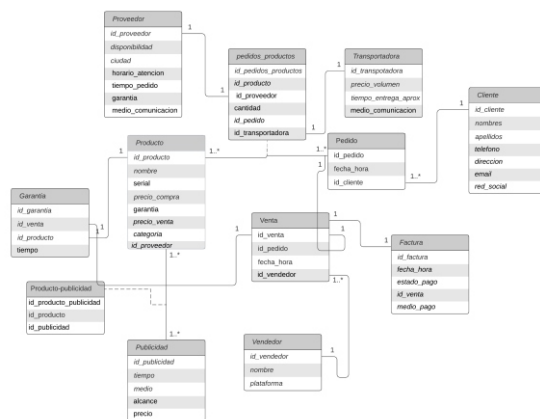 Proveedor
id_proveedor
disponibilidad
ciudad
horario_atencion
tiempo_pedido
garantia
medio_comunicacion
1
1
pedidos_productos
id_pedidos_productos
id_producto
id_proveedor
cantidad
id_pedido
id_transportadora
1
1
Transportadora
id_transpotadora
precio_volumen
tiempo_entrega_aprox
medio_comunicacion
Cliente
id_cliente
nombres
apellidos
telefono
direccion
email
red_social
1
1..*
Pedido
id_pedido
fecha_hora
id_cliente
1..*
1
1..*
Producto
id_producto
nombre
serial
precio_compra
garantia
precio_venta
categoria
id_proveedor
1
1..*
1..*
Garantia
id_garantia
id_venta
id_producto
tiempo
1
1
Venta
id_venta
id_pedido
fecha_hora
id_vendedor
1
1
1
1..*
Factura
id_factura
fecha_hora
estado_pago
id_venta
medio_pago
1
Producto-publicidad
id_producto_publicidad
id_producto
id_publicidad
1..*
Publicidad
id_publicidad
tiempo
medio
alcance
precio
Vendedor
id_vendedor
nombre
plataforma
1